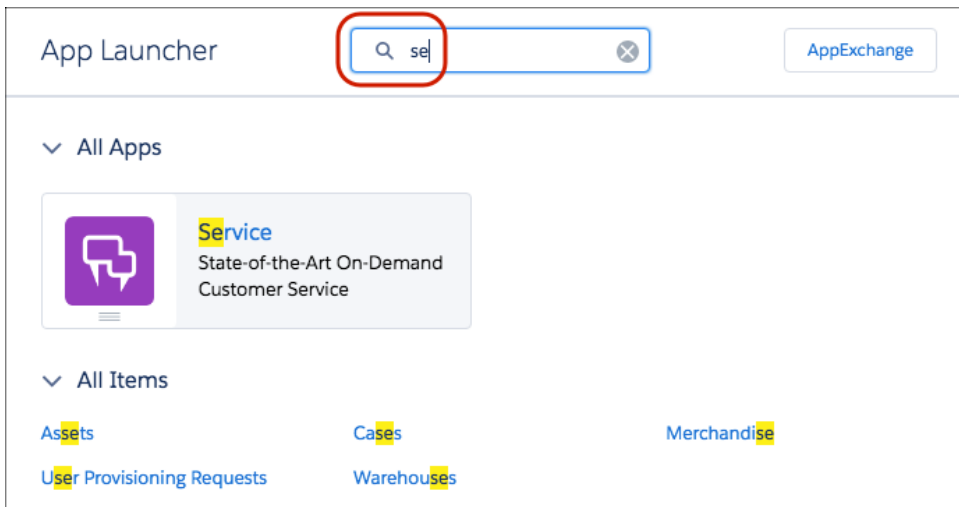 App Launcher
se
AppExchange
All Apps
Service
State-of-the-Art On-Demand
Customer Service
All Items
Assets Cases Merchandise
User Provisioning Requests Warehouses